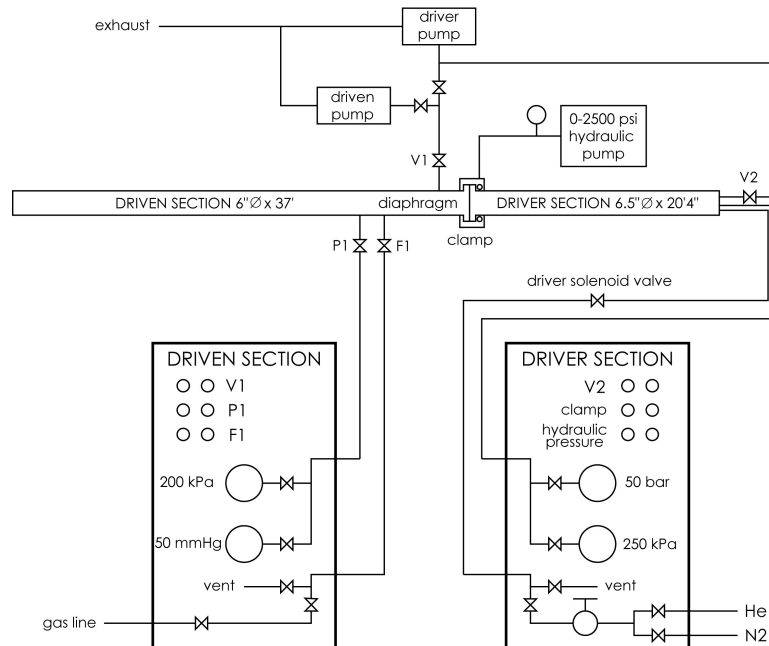 exhaust
driver
pump
driven
pump
0-2500 psi
hydraulic
pump
V1
V2
DRIVEN SECTION 6"Ø x 37'
diaphragm
DRIVER SECTION 6.5"Ø x 20'4"
clamp
P1
F1
driver solenoid valve
DRIVEN SECTION
V1
P1
F1
200 kPa
50 mmHg
vent
gas line
DRIVER SECTION
V2
clamp
hydraulic
pressure
50 bar
250 kPa
vent
He
N2